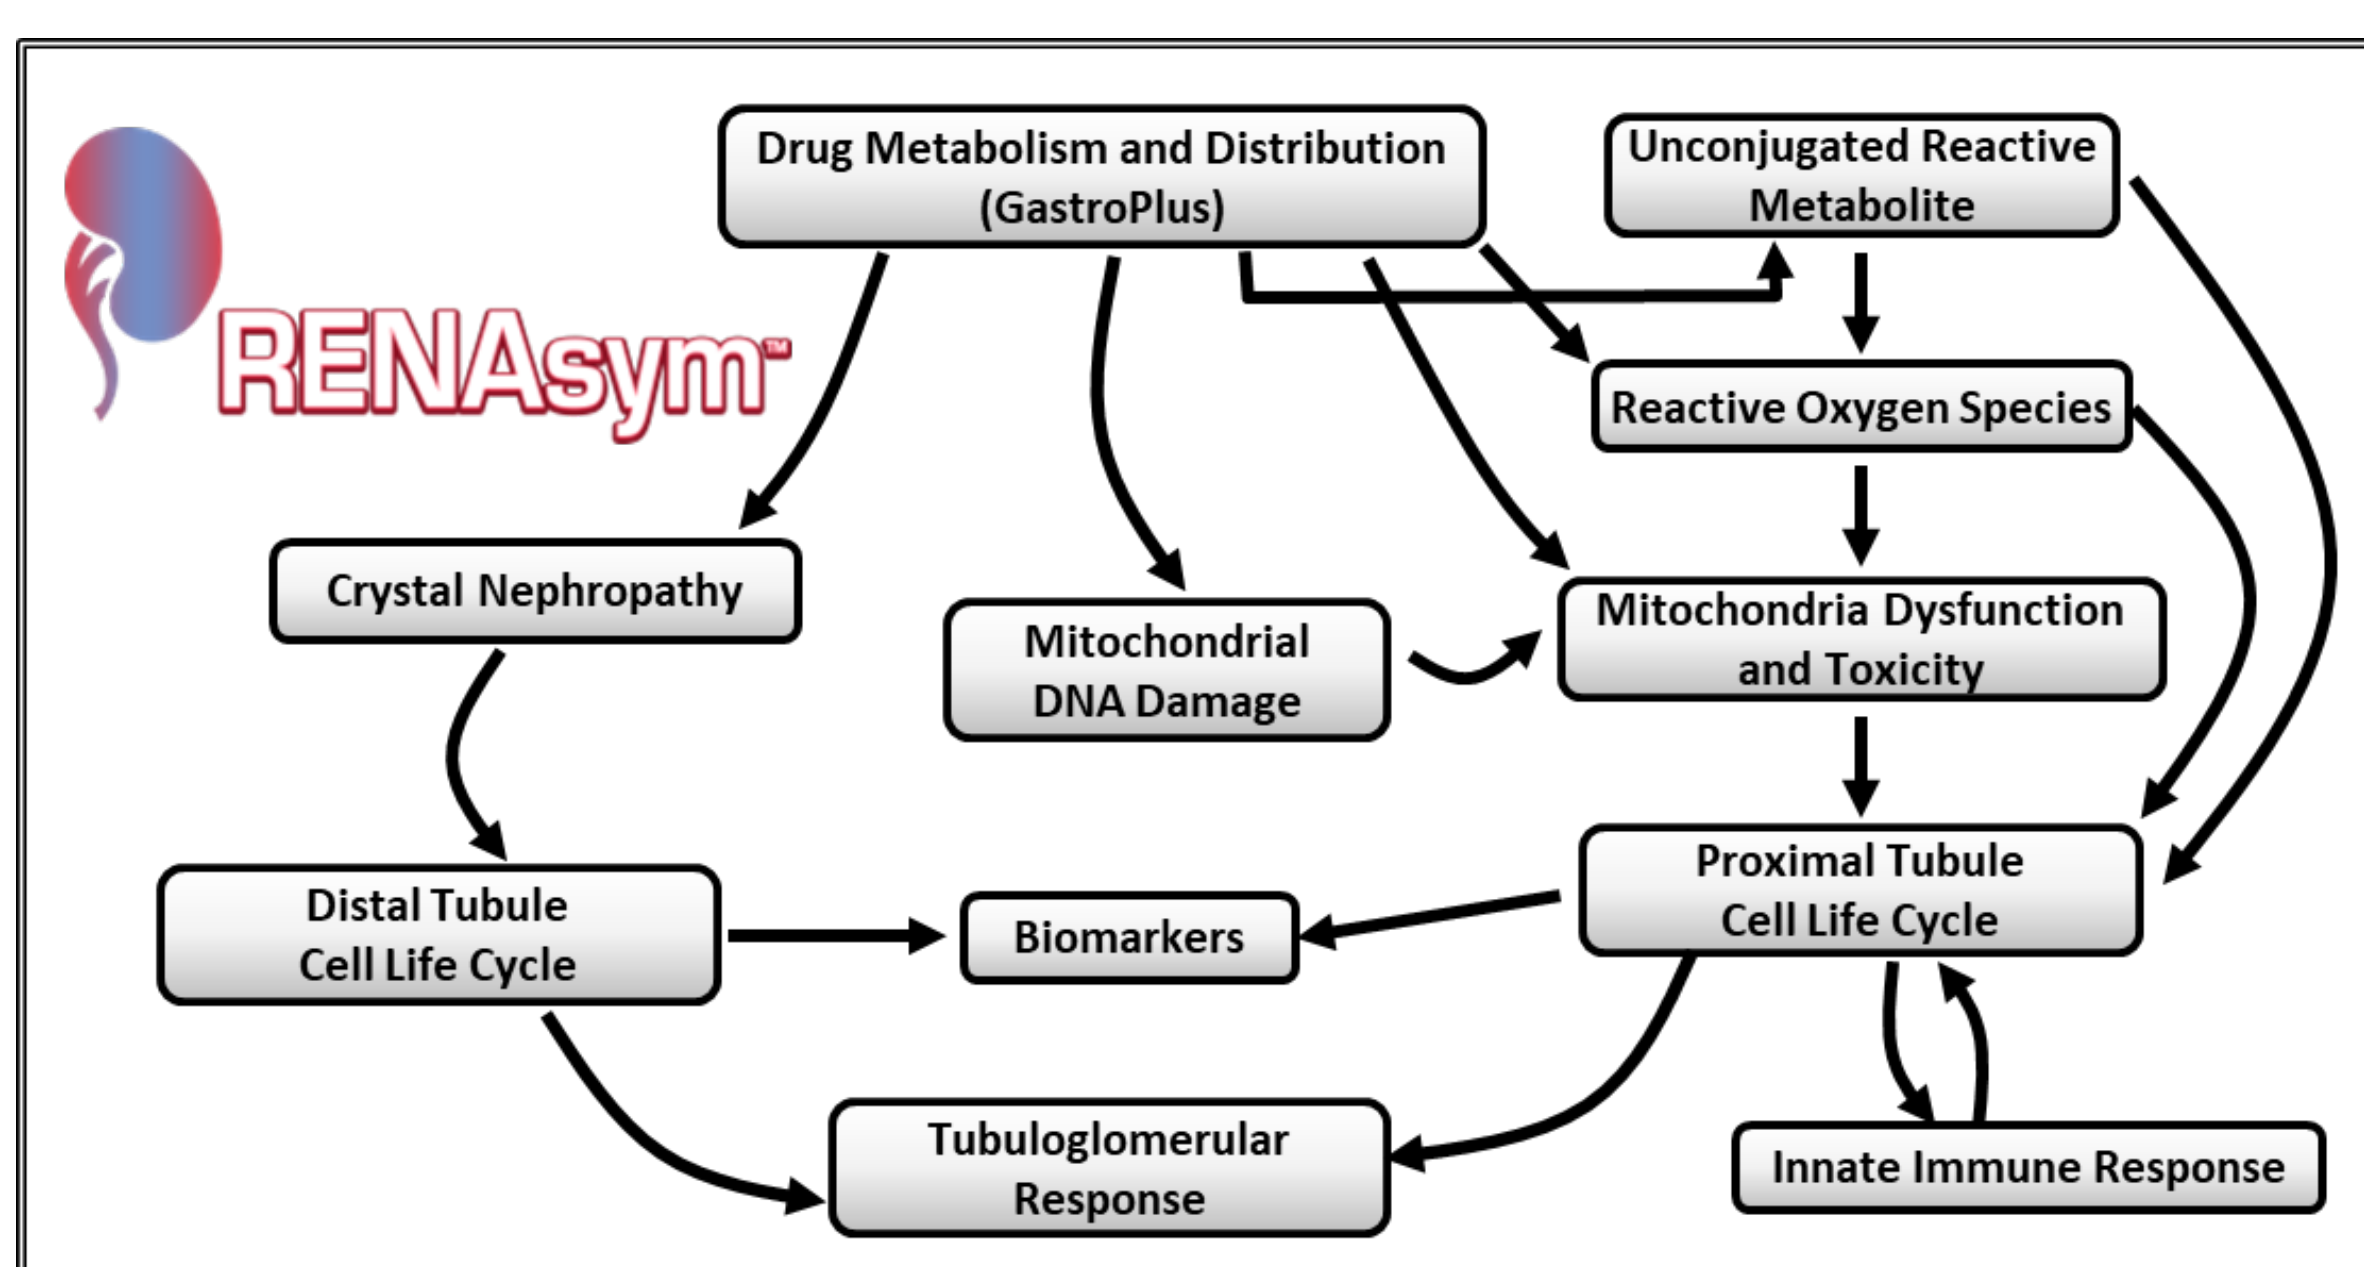 Drug Metabolism and Distribution
(GastroPlus)
Unconjugated Reactive
Metabolite
RENAsym™
Reactive Oxygen Species
Crystal Nephropathy
Mitochondrial
DNA Damage
Mitochondria Dysfunction
and Toxicity
Distal Tubule
Cell Life Cycle
Biomarkers
Proximal Tubule
Cell Life Cycle
Tubuloglomerular
Response
Innate Immune Response